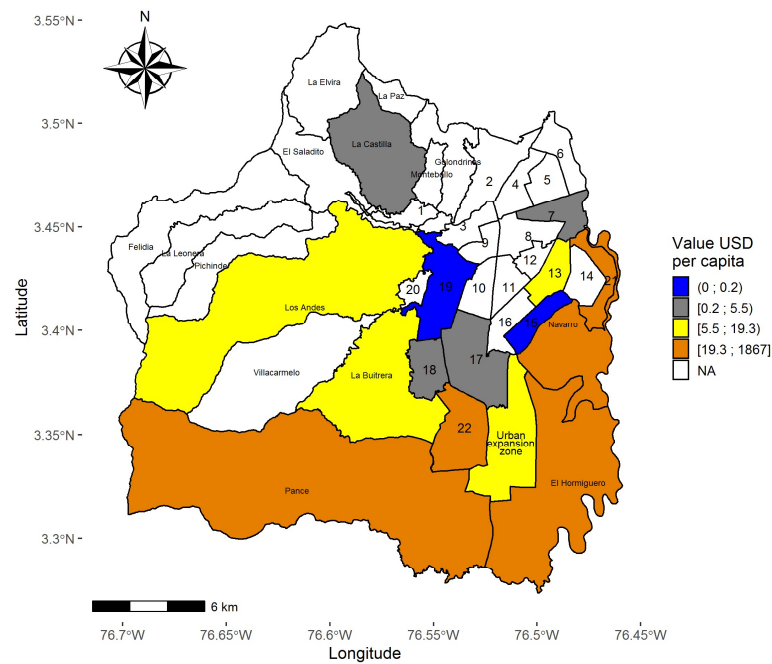 3.55°N
N
La Elvira
La Paz
3.5°N
La Castilla
El Saladito
Golondrinas
Montebello
6
5
4
2
1
3
7
3.45°N
8
9
12
Felidia
La Leonera
Pichinde
13
14
21
20
19
10
11
Los Andes
16
15
Navarro
3.4°N
Latitude
Villacarmelo
La Buitrera
18
17
22
Urban
expansion
zone
3.35°N
Pance
El Hormiguero
3.3°N
6 km
76.7°W
76.65°W
76.6°W
76.55°W
76.5°W
76.45°W
Longitude
Value USD
per capita
(0 ; 0.2)
[0.2 ; 5.5)
[5.5 ; 19.3)
[19.3 ; 1867]
NA